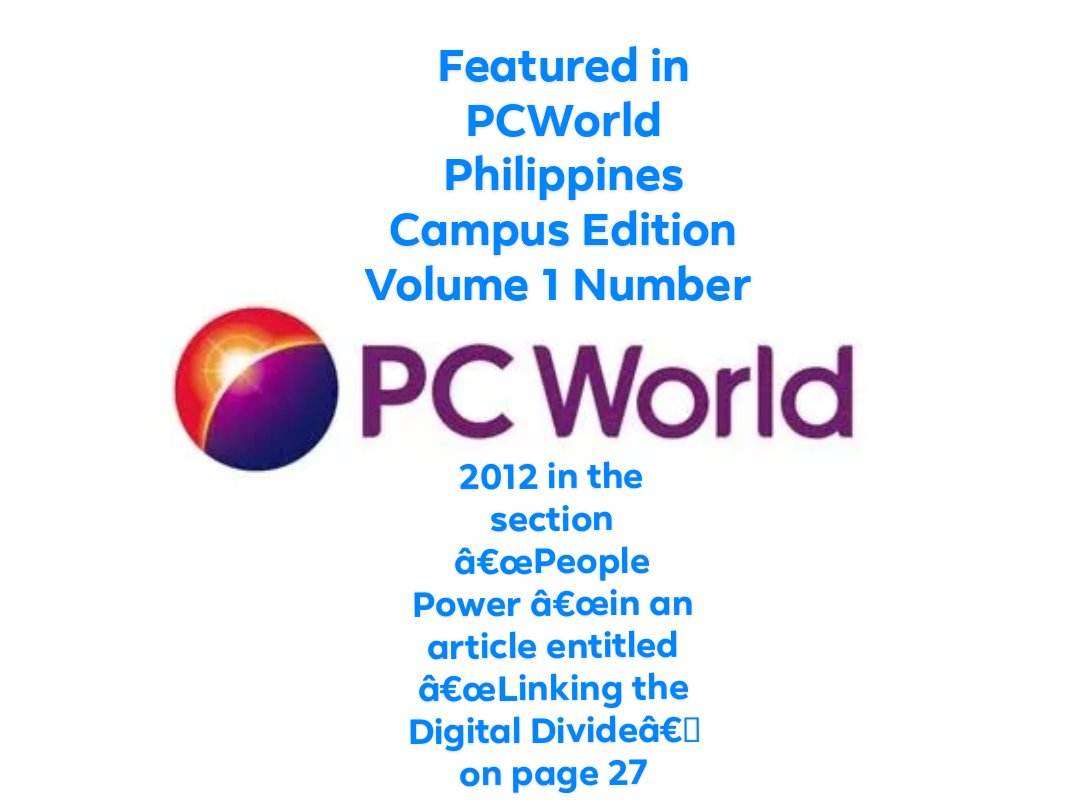 Featured in
PCWorld
Philippines
Campus Edition
Volume 1 Number
PC World
2012 in the
section
â€œPeople
Power â€œin an
article entitled
â€œLinking the
Digital Divideâ€
on page 27